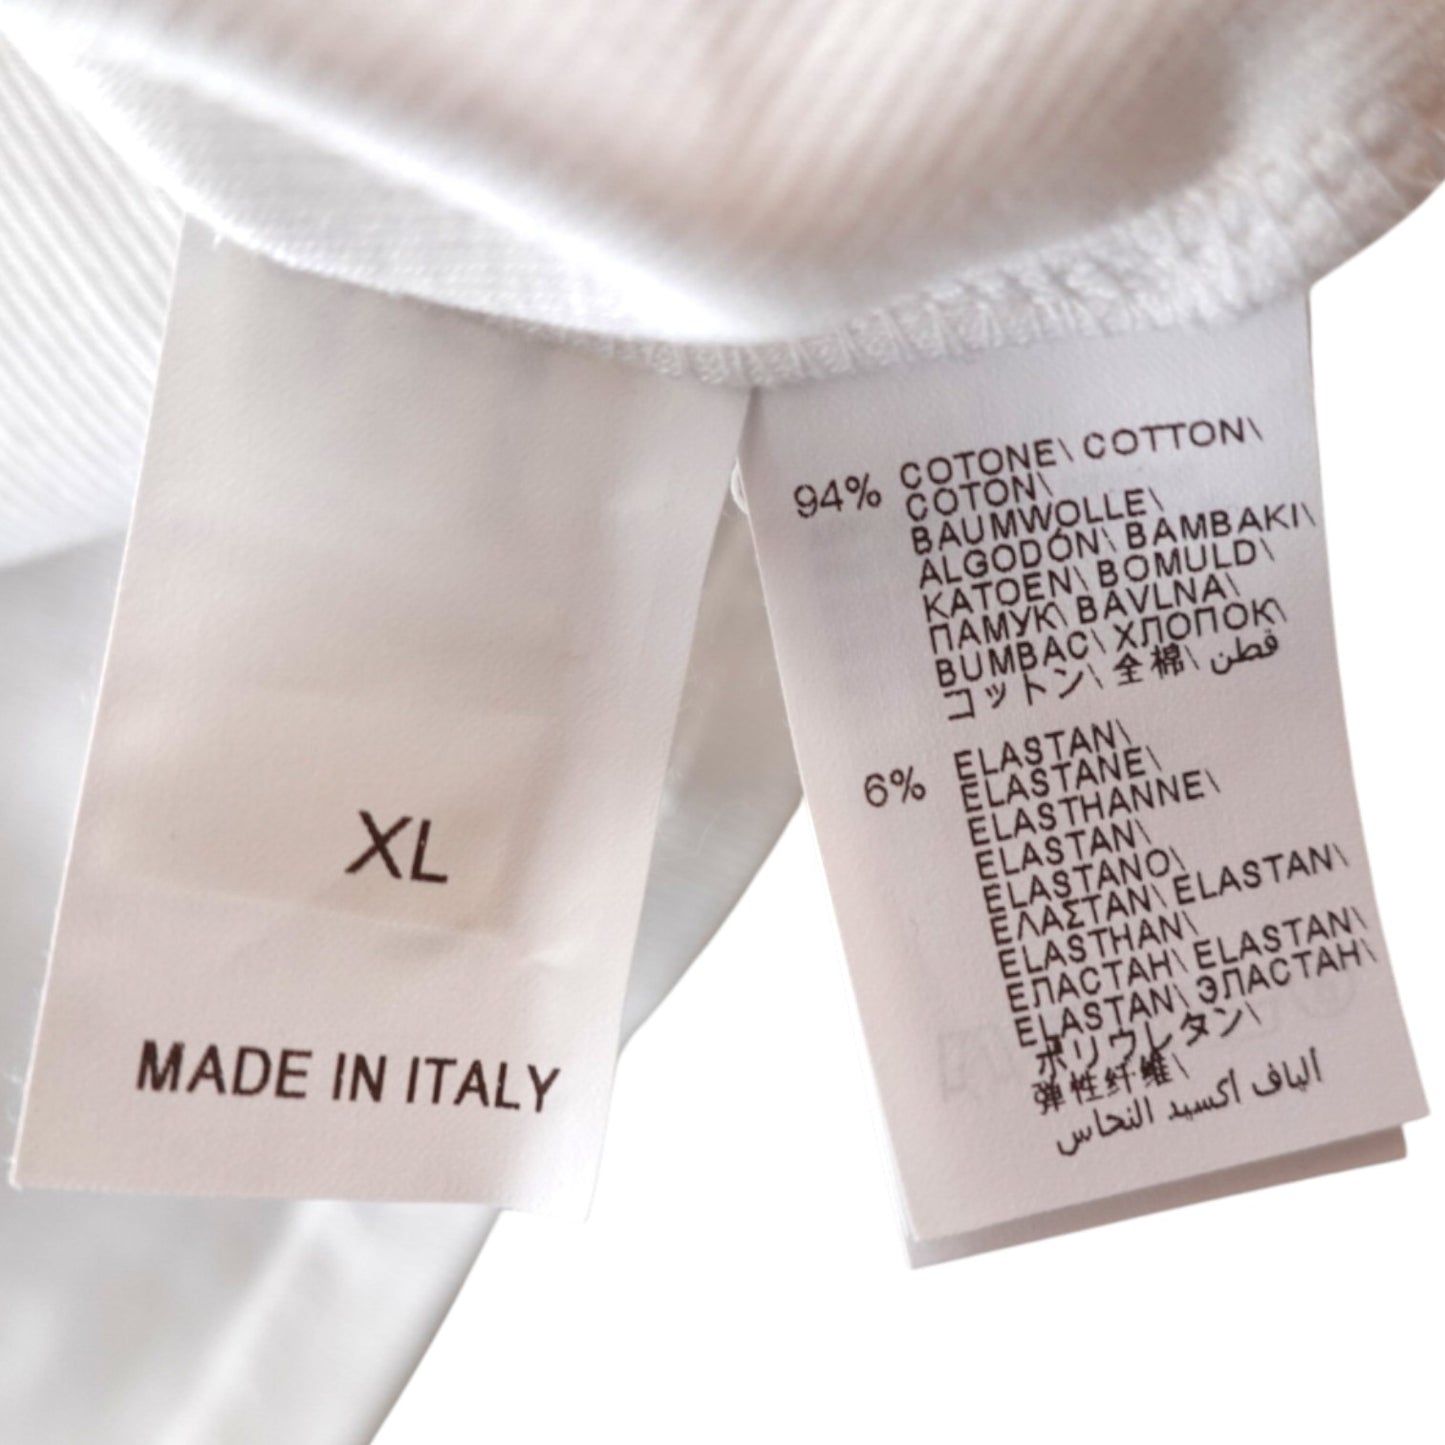 XL
MADE IN ITALY
94% COTONE\ COTTON\
COTON\
BAUMWOLLE\
ALGODÓN\ BAMBAKI\
KATOEN\ BOMULD\
ПАМУК\ BAVLNA\
BUMBAC\ ХЛОПОК\
コットン\ 全棉\ قطن
6% ELASTAN\
ELASTANE\
ELASTHANNE\
ELASTAN\
ELASTANO\
ΕΛΑΣΤΑΝ\ ELASTAN\
ELASTHAN\
ЕЛАСТАН\ ELASTAN\
ELASTAN\ ЭЛАСТАН\
ポリウレタン\
弹性纤维\
الياف اكسيد النحاس